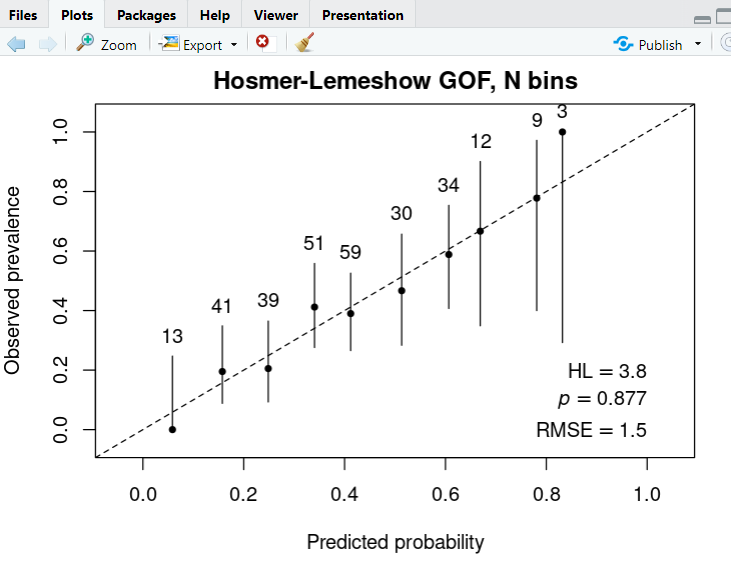 Files Plots Packages Help Viewer Presentation
Zoom Export Publish
Hosmer-Lemeshow GOF, N bins
Observed prevalence
1.0
0.8
0.6
0.4
0.2
0.0
13
41
39
51
59
30
34
12
9
3
HL = 3.8
p = 0.877
RMSE = 1.5
0.0 0.2 0.4 0.6 0.8 1.0
Predicted probability